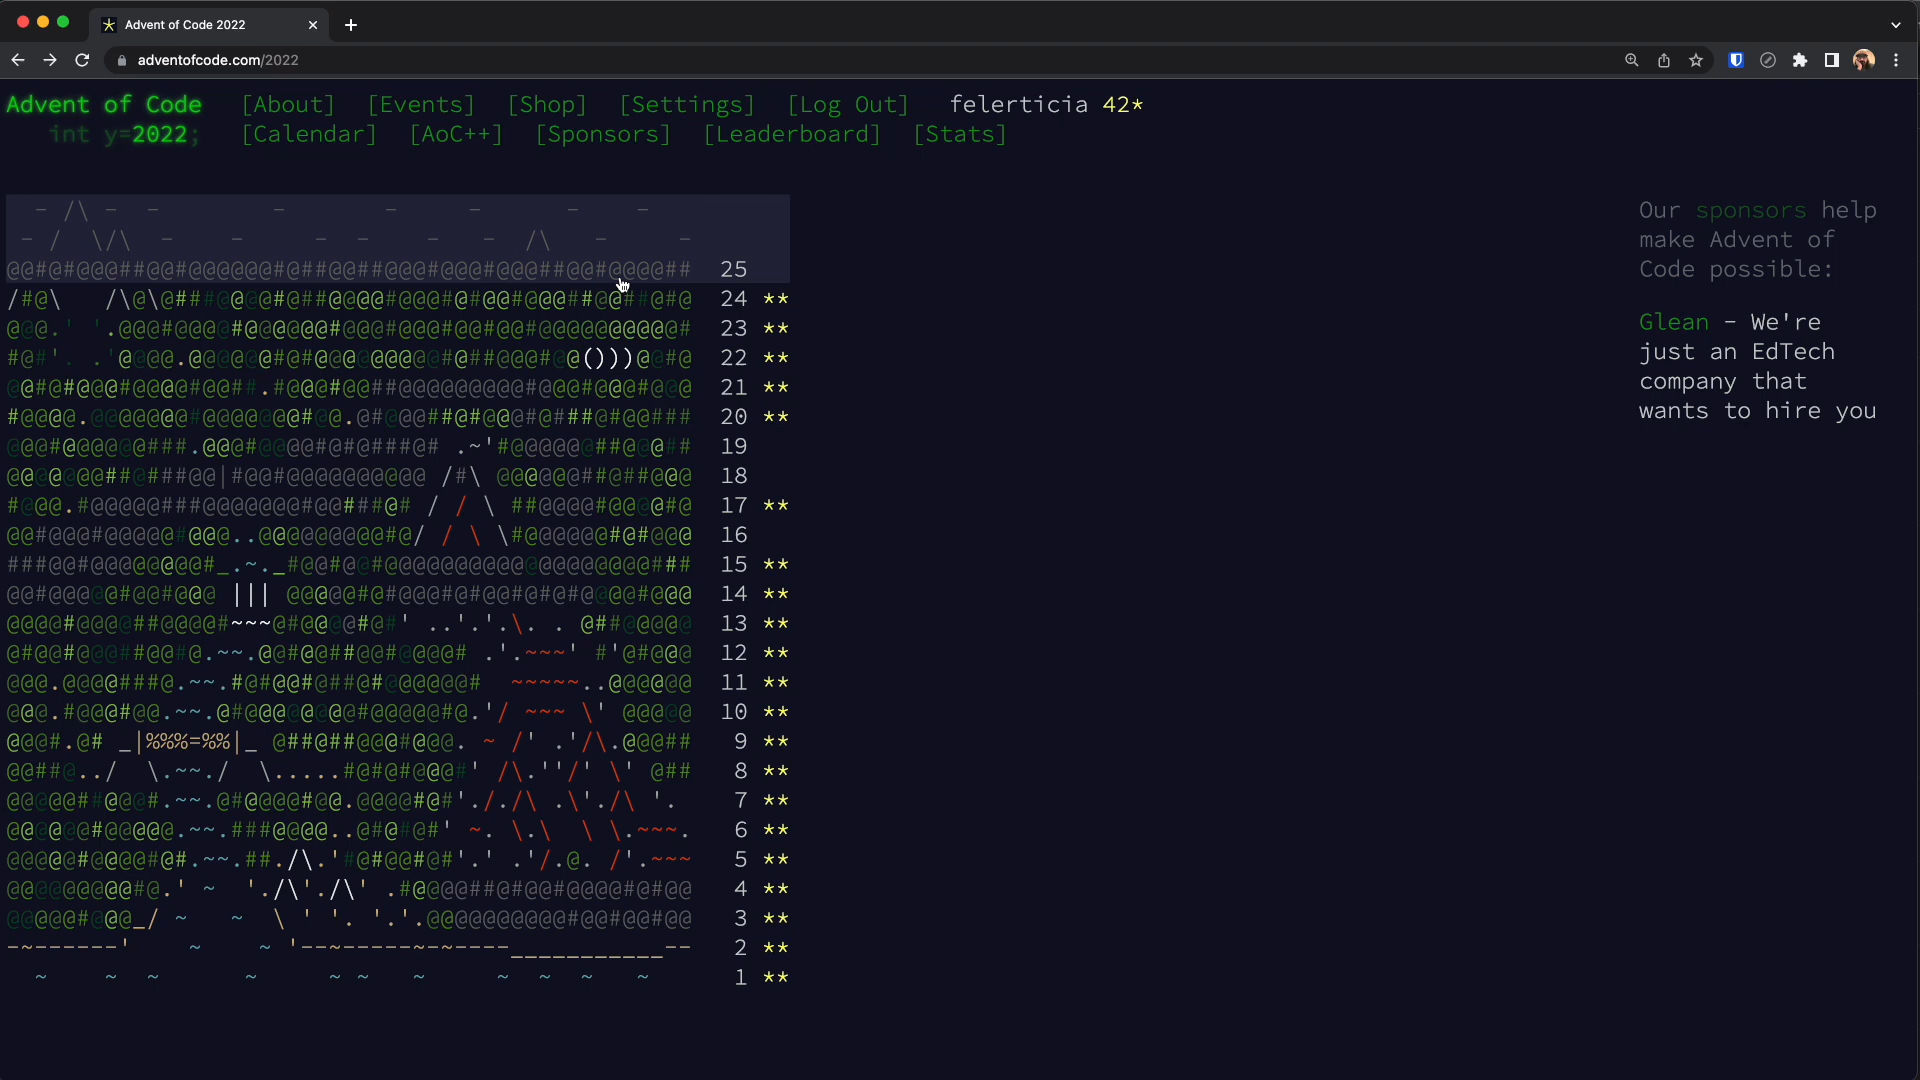 Advent of Code 2022
adventofcode.com/2022
Advent of Code [About] [Events] [Shop] [Settings] [Log Out] felerticia 42*
int y=2022; [Calendar] [AoC++] [Sponsors] [Leaderboard] [Stats]
25
24 **
23 **
22 **
21 **
20 **
19
18
17 **
16
15 **
14 **
13 **
12 **
11 **
10 **
9 **
8 **
7 **
6 **
5 **
4 **
3 **
2 **
1 **
Our sponsors help
make Advent of
Code possible:
Glean - We're
just an EdTech
company that
wants to hire you